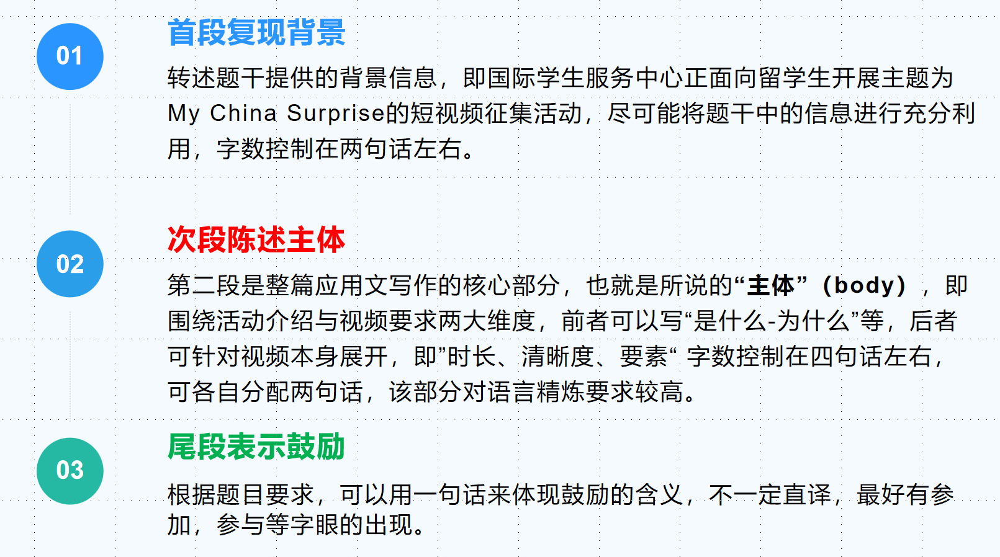 01
首段复现背景
转述题干提供的背景信息，即国际学生服务中心正面向留学生开展主题为
My China Surprise的短视频征集活动，尽可能将题干中的信息进行充分利
用，字数控制在两句话左右。
02
次段陈述主体
第二段是整篇应用文写作的核心部分，也就是所说的“主体”（body），即
围绕活动介绍与视频要求两大维度，前者可以写“是什么-为什么”等，后者
可针对视频本身展开，即”时长、清晰度、要素“ 字数控制在四句话左右，
可各自分配两句话，该部分对语言精炼要求较高。
03
尾段表示鼓励
根据题目要求，可以用一句话来体现鼓励的含义，不一定直译，最好有参
加，参与等字眼的出现。